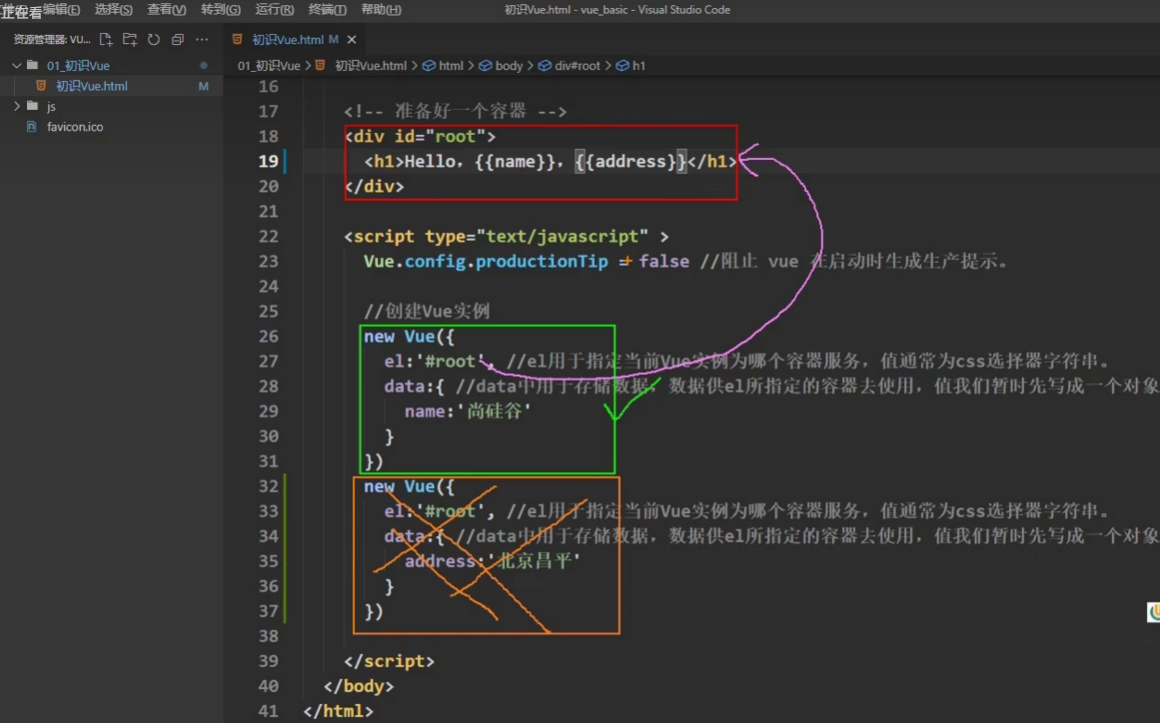 正在看 编辑(E) 选择(S) 查看(V) 转到(G) 运行(R) 终端(T) 帮助(H) 初识Vue.html - vue_basic - Visual Studio Code
资源管理器: VU... 初识Vue.html M
01_初识Vue 01_初识Vue > 初识Vue.html > html > body > div#root > h1
初识Vue.html M
js
favicon.ico
16
17 <!-- 准备好一个容器 -->
18 <div id="root">
19 <h1>Hello, {{name}}, {{address}}</h1>
20 </div>
21
22 <script type="text/javascript" >
23 Vue.config.productionTip = false //阻止 vue 在启动时生成生产提示。
24
25 //创建Vue实例
26 new Vue({
27 el:'#root', //el用于指定当前Vue实例为哪个容器服务，值通常为css选择器字符串。
28 data:{ //data中用于存储数据，数据供el所指定的容器去使用，值我们暂时先写成一个对象
29 name:'尚硅谷'
30 }
31 })
32 new Vue({
33 el:'#root', //el用于指定当前Vue实例为哪个容器服务，值通常为css选择器字符串。
34 data:{ //data中用于存储数据，数据供el所指定的容器去使用，值我们暂时先写成一个对象
35 address:'北京昌平'
36 }
37 })
38
39 </script>
40 </body>
41 </html>